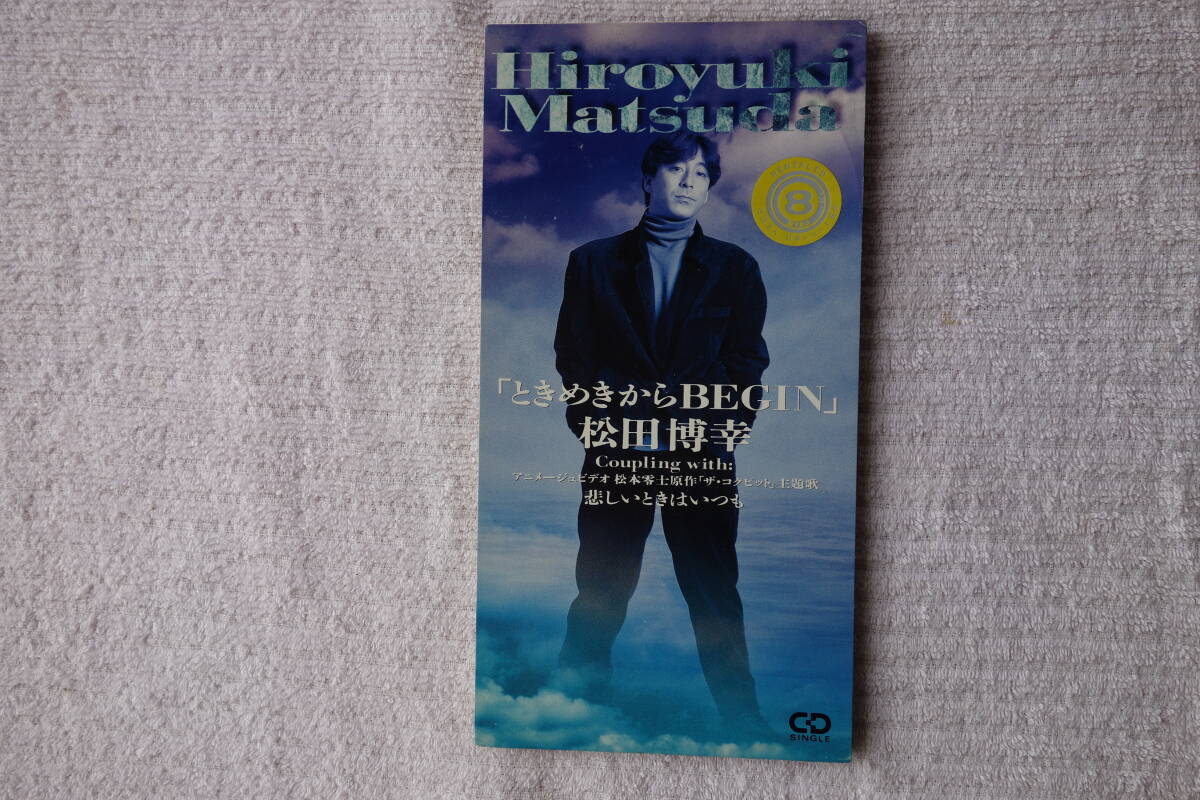 Hiroyuki
Matsuda
8
「ときめきからBEGIN」
松田博幸
Coupling with:
アニメージュビデオ 松本零士原作「ザ・コクピット」主題歌
悲しいときはいつも
CD
SINGLE